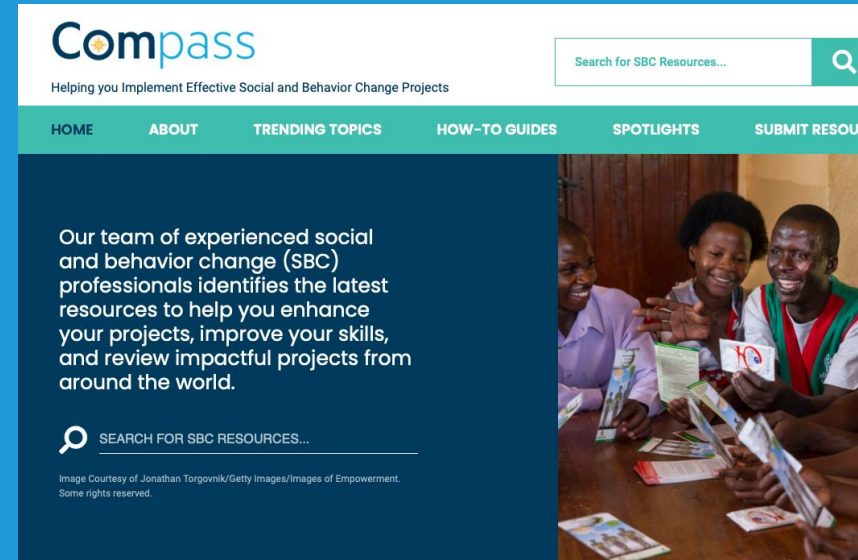 Compass
Helping you Implement Effective Social and Behavior Change Projects
Search for SBC Resources...
HOME
ABOUT
TRENDING TOPICS
HOW-TO GUIDES
SPOTLIGHTS
SUBMIT RESOU
Our team of experienced social
and behavior change (SBC)
professionals identifies the latest
resources to help you enhance
your projects, improve your skills,
and review impactful projects from
around the world.
SEARCH FOR SBC RESOURCES...
Image Courtesy of Jonathan Torgovnik/Getty Images/Images of Empowerment.
Some rights reserved.